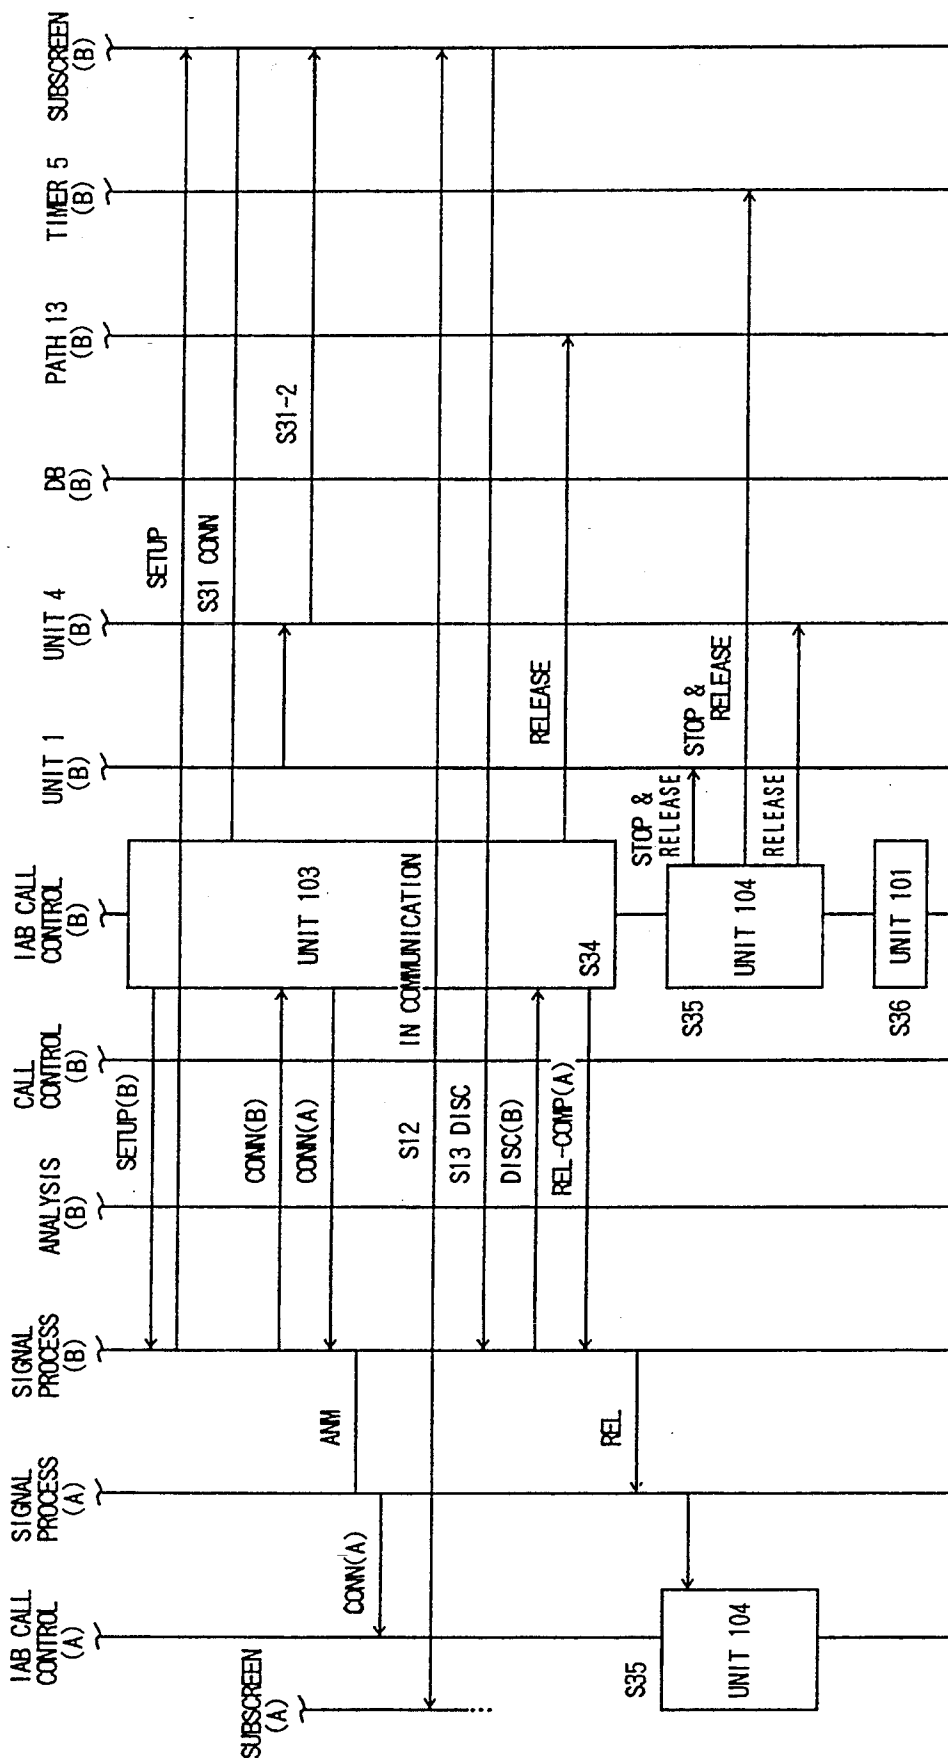 SUBSCREEN
(A)
IAB CALL
CONTROL
(A)
SIGNAL
PROCESS
(A)
SIGNAL
PROCESS
(B)
ANALYSIS
(B)
CALL
CONTROL
(B)
IAB CALL
CONTROL
(B)
UNIT 1
(B)
UNIT 4
(B)
DB
(B)
PATH 13
(B)
TIMER 5
(B)
SUBSCREEN
(B)
SETUP(B)
SETUP
S31 CONN
CONN(B)
S31-2
CONN(A)
UNIT 103
ANM
CONN(A)
S12
IN COMMUNICATION
S13 DISC
DISC(B)
RELEASE
REL-COMP(A)
S34
REL
S35
UNIT 104
S35
UNIT 104
STOP &
RELEASE
STOP &
RELEASE
RELEASE
S36
UNIT 101